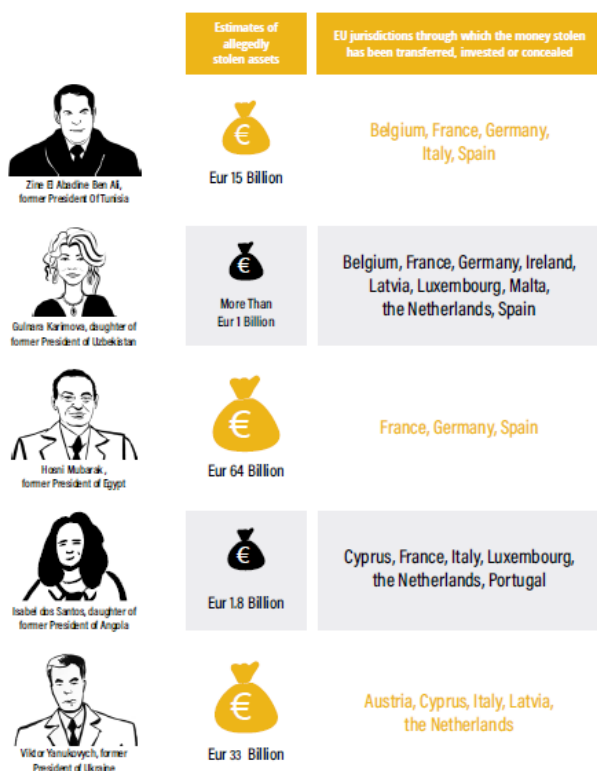 Estimates of
allegedly
stolen assets
EU jurisdictions through which the money stolen
has been transferred, invested or concealed
€
Belgium, France, Germany,
Italy, Spain
Eur 15 Billion
Zine El Abadine Ben Ali,
former President Of Tunisia
€
Belgium, France, Germany, Ireland,
Latvia, Luxembourg, Malta,
the Netherlands, Spain
More Than
Eur 1 Billion
Gulnara Karimova, daughter of
former President of Uzbekistan
€
France, Germany, Spain
Eur 64 Billion
Hosni Mubarak,
former President of Egypt
€
Cyprus, France, Italy, Luxembourg,
the Netherlands, Portugal
Eur 1.8 Billion
Isabel dos Santos, daughter of
former President of Angola
€
Austria, Cyprus, Italy, Latvia,
the Netherlands
Eur 33 Billion
Viktor Yanukovych, former
President of Ukraine